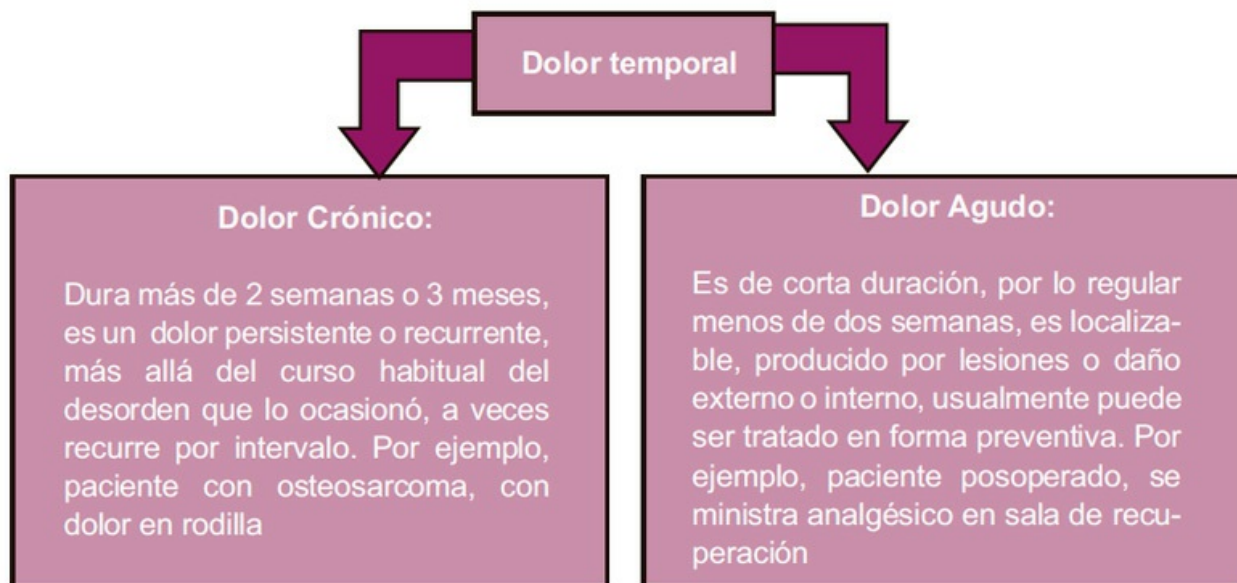 Dolor temporal
Dolor Crónico:
Dura más de 2 semanas o 3 meses,
es un dolor persistente o recurrente,
más allá del curso habitual del
desorden que lo ocasionó, a veces
recurre por intervalo. Por ejemplo,
paciente con osteosarcoma, con
dolor en rodilla
Dolor Agudo:
Es de corta duración, por lo regular
menos de dos semanas, es localiza-
ble, producido por lesiones o daño
externo o interno, usualmente puede
ser tratado en forma preventiva. Por
ejemplo, paciente posoperado, se
ministra analgésico en sala de recu-
peración